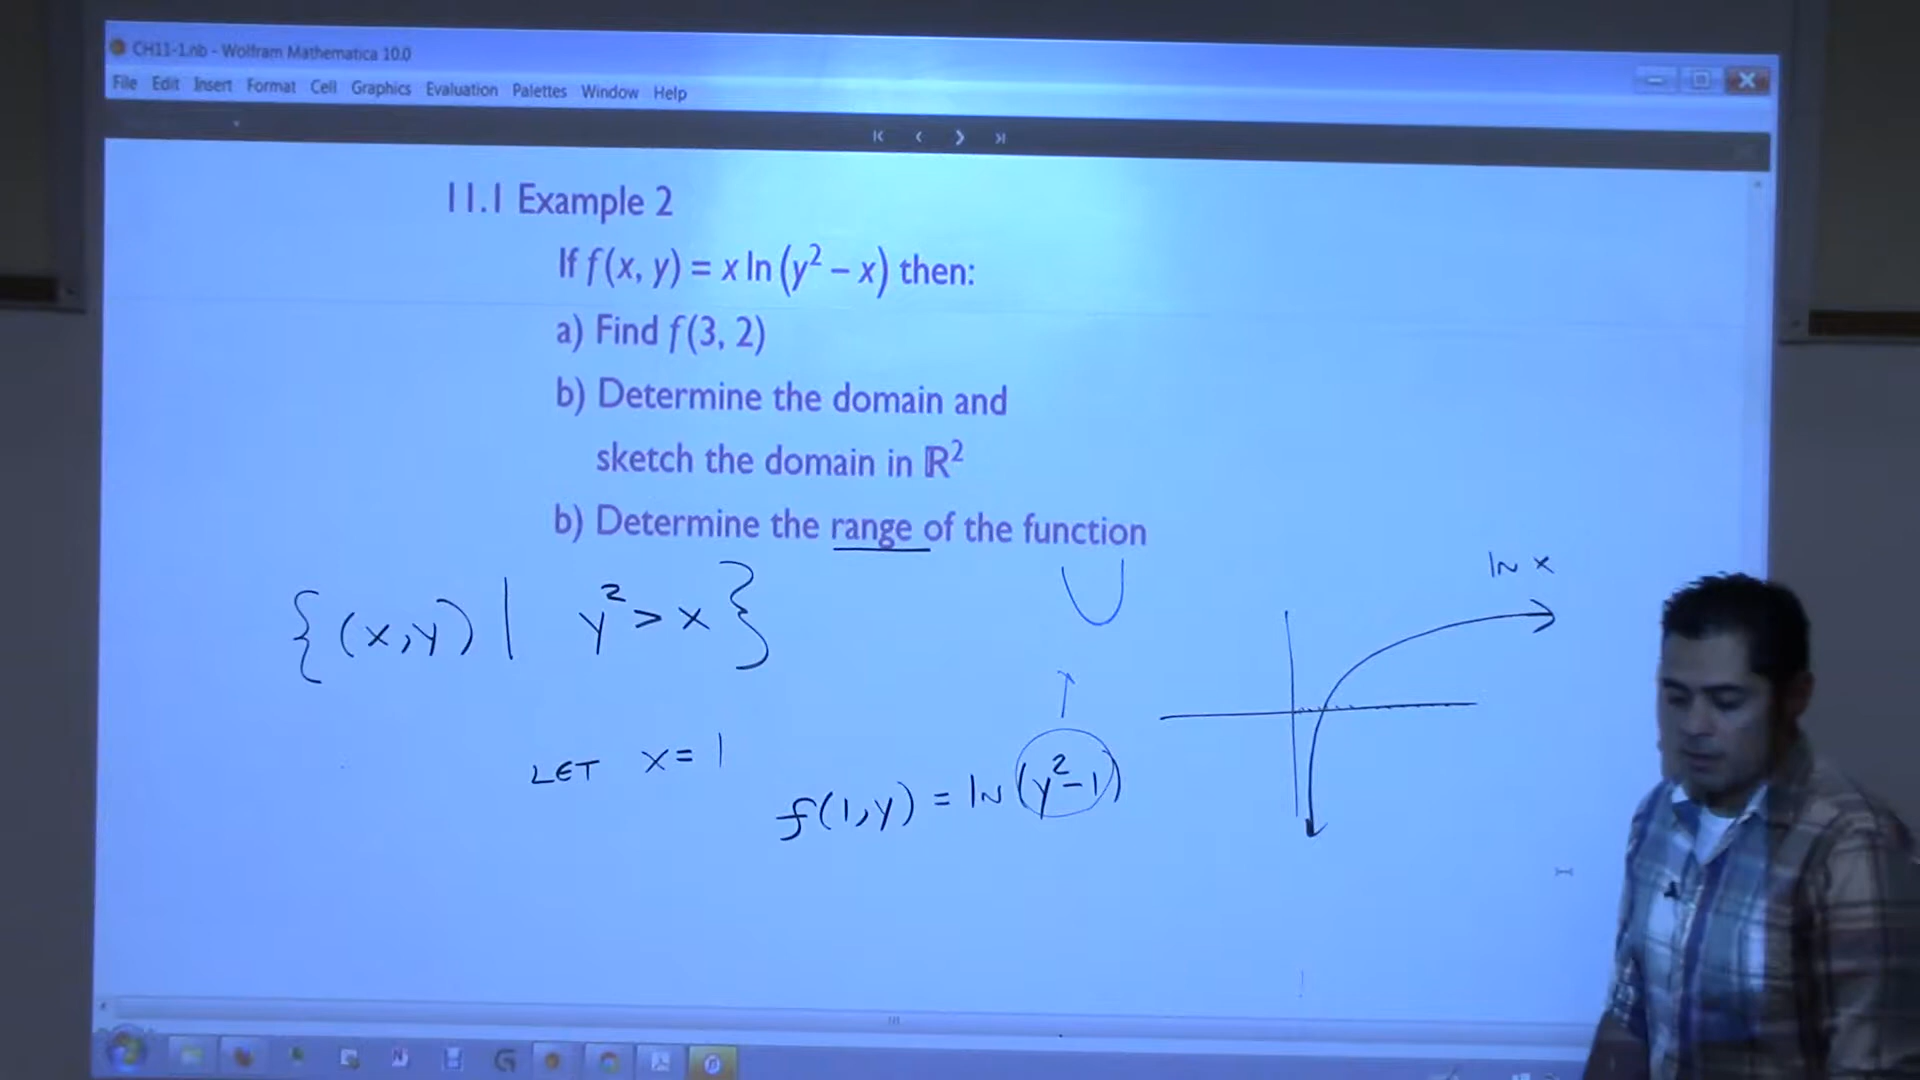 CH11-1.nb - Wolfram Mathematica 10.0
File Edit Insert Format Cell Graphics Evaluation Palettes Window Help
11.1 Example 2
If f(x, y) = x ln(y² – x) then:
a) Find f(3, 2)
b) Determine the domain and
sketch the domain in ℝ²
b) Determine the range of the function
ln x
{(x,y) | y² > x}
LET x = 1
f(1,y) = ln(y²-1)